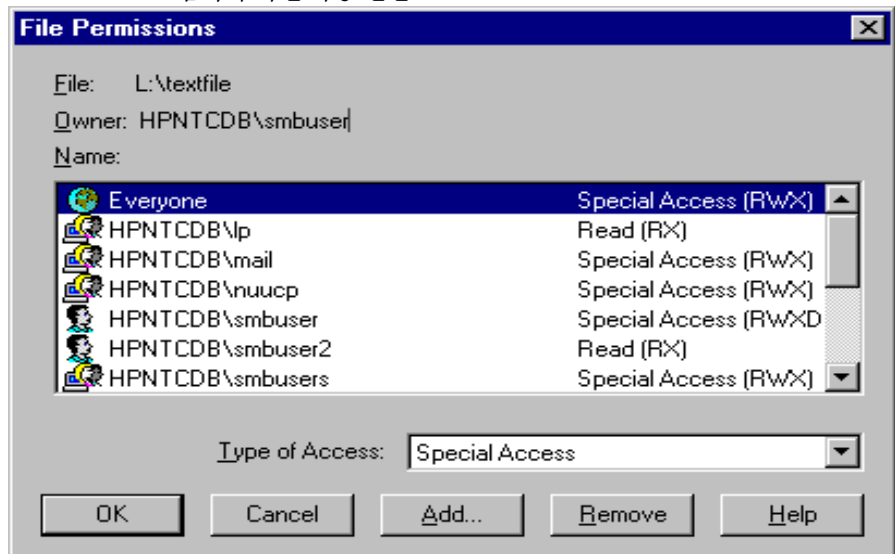 File Permissions
File: L:\textfile
Owner: HPNTCDB\smbuser
Name:
Everyone Special Access (RWX)
HPNTCDB\lp Read (RX)
HPNTCDB\mail Special Access (RWX)
HPNTCDB\nuucp Special Access (RWX)
HPNTCDB\smbuser Special Access (RWXD
HPNTCDB\smbuser2 Read (RX)
HPNTCDB\smbusers Special Access (RWX)
Type of Access: Special Access
OK Cancel Add... Remove Help